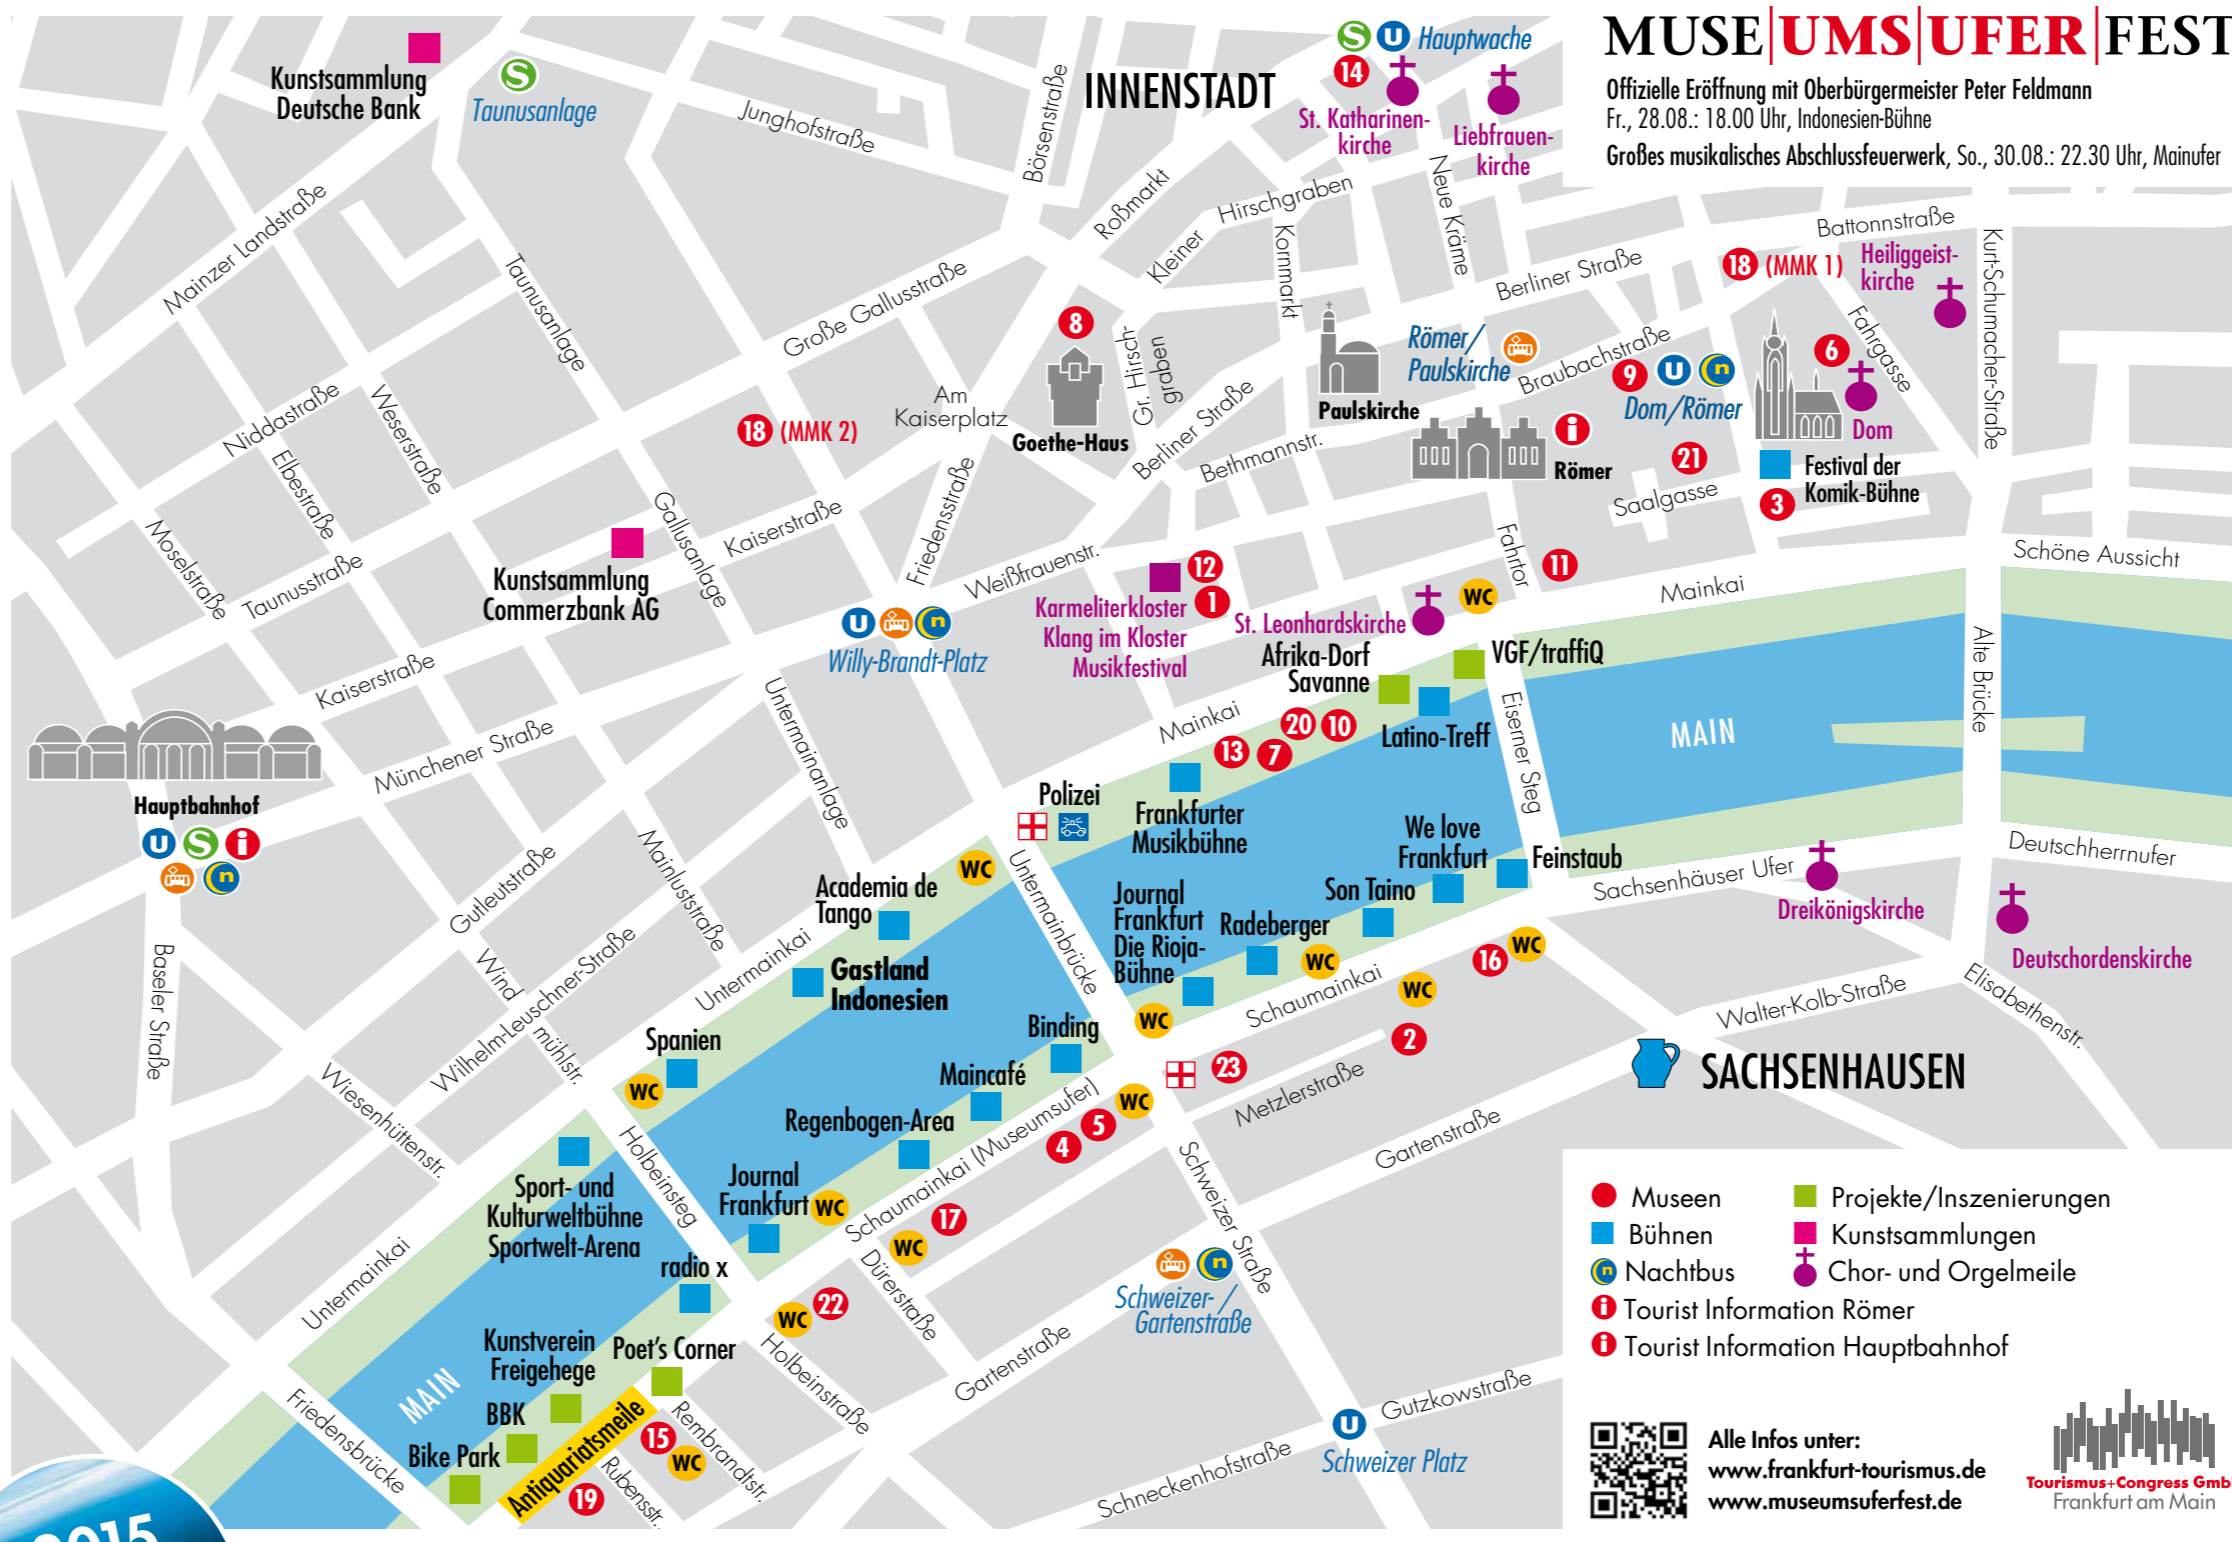 MUSE|UMS|UFER|FEST
Offizielle Eröffnung mit Oberbürgermeister Peter Feldmann
Fr., 28.08.: 18.00 Uhr, Indonesien-Bühne
Großes musikalisches Abschlussfeuerwerk, So., 30.08.: 22.30 Uhr, Mainufer
Kunstsammlung
Deutsche Bank
S
Taunusanlage
Junghofstraße
Börsenstraße
INNENSTADT
S U Hauptwache
14
St. Katharinen-
kirche
Liebfrauen-
kirche
Mainzer Landstraße
Taunusanlage
Roßmarkt
Kleiner
Hirschgraben
Kornmarkt
Neue Kräme
Berliner Straße
Battonnstraße
18 (MMK 1)
Heiliggeist-
kirche
Kurt-Schumacher-Straße
Fahrgasse
Große Gallusstraße
8
Gr. Hirsch-
graben
Goethe-Haus
Am
Kaiserplatz
18 (MMK 2)
Paulskirche
Römer/
Paulskirche
Braubachstraße
9 U n
Dom/Römer
6
Dom
Niddastraße
Weserstraße
Elbestraße
Moselstraße
Taunusstraße
Gallusanlage
Kaiserstraße
Friedensstraße
Berliner Straße
Bethmannstr.
i
Römer
21
Saalgasse
Festival der
Komik-Bühne
3
Kunstsammlung
Commerzbank AG
Weißfrauenstr.
12
Karmeliterkloster 1
Klang im Kloster
Musikfestival
Fahrtor
11
Mainkai
Schöne Aussicht
U n
Willy-Brandt-Platz
St. Leonhardskirche
WC
Afrika-Dorf
Savanne
VGF/traffiQ
Latino-Treff
Eiserner Steg
MAIN
Alte Brücke
Kaiserstraße
Münchener Straße
Hauptbahnhof
U S i
n
Untermainanlage
Mainkai
20 10
13 7
Polizei
Frankfurter
Musikbühne
We love
Frankfurt
Feinstaub
Sachsenhäuser Ufer
Deutschherrnufer
Dreikönigskirche
Deutschordenskirche
Mainluststraße
Gutleutstraße
Academia de
Tango
WC
Untermainbrücke
Journal
Frankfurt
Die Rioja-
Bühne
Radeberger
Son Taino
WC
16 WC
Baseler Straße
Wind
mühlstr.
Wilhelm-Leuschner-Straße
Untermainkai
Gastland
Indonesien
WC
Schaumainkai
WC
2
Walter-Kolb-Straße
Elisabethenstr.
SACHSENHAUSEN
Spanien
WC
Binding
Maincafé
23
Metzlerstraße
Wiesenhüttenstr.
Holbeinsteg
Regenbogen-Area
Schaumainkai (Museumsufer)
4 5 WC
Schweizer Straße
Gartenstraße
Sport- und
Kulturweltbühne
Sportwelt-Arena
Journal
Frankfurt WC
17
WC
Dürerstraße
n
Schweizer-/
Gartenstraße
Untermainkai
radio x
WC 22
Holbeinstraße
Gartenstraße
Kunstverein
Freigehege
Poet's Corner
BBK
Bike Park
MAIN
Friedensbrücke
Antiquariatsmeile
15
WC
Rembrandtstr.
Rubensstr.
19
Gutzkowstraße
U
Schweizer Platz
Schneckenhofstraße
Museen
Bühnen
n Nachtbus
i Tourist Information Römer
i Tourist Information Hauptbahnhof
Projekte/Inszenierungen
Kunstsammlungen
Chor- und Orgelmeile
Alle Infos unter:
www.frankfurt-tourismus.de
www.museumsuferfest.de
Tourismus+Congress GmbH
Frankfurt am Main
2015